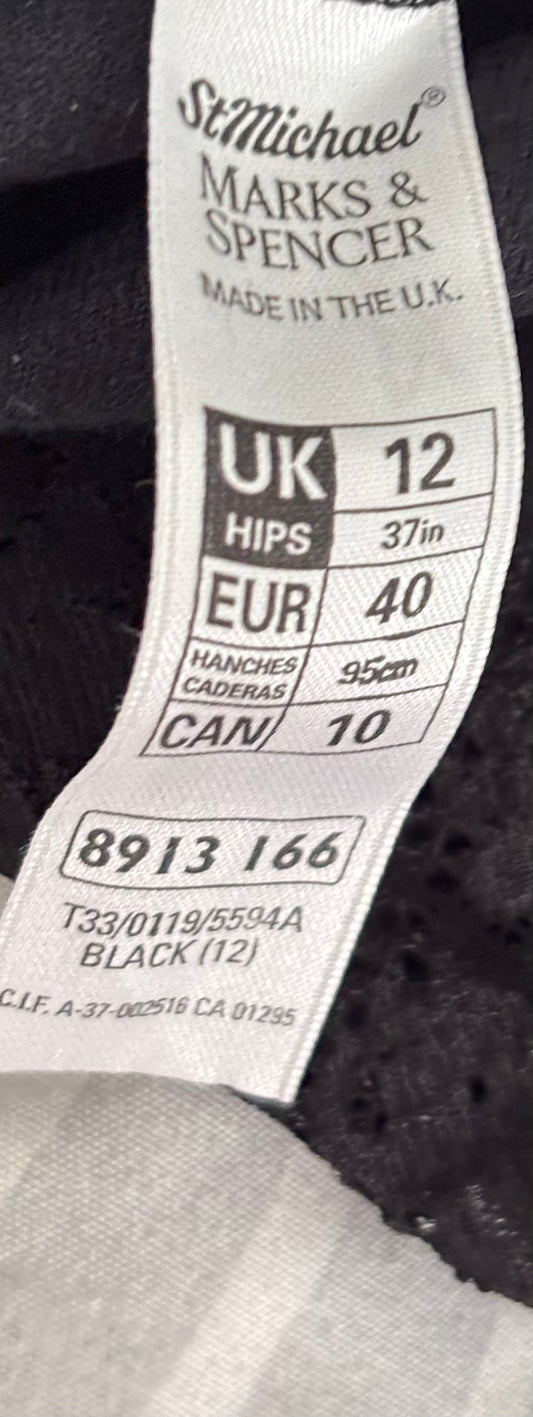 StMichael®
MARKS &
SPENCER
MADE IN THE U.K.
UK 12
HIPS 37in
EUR 40
HANCHES
CADERAS 95cm
CAN 10
8913 166
T33/0119/5594A
BLACK (12)
C.I.F. A-37-002516 CA 01295